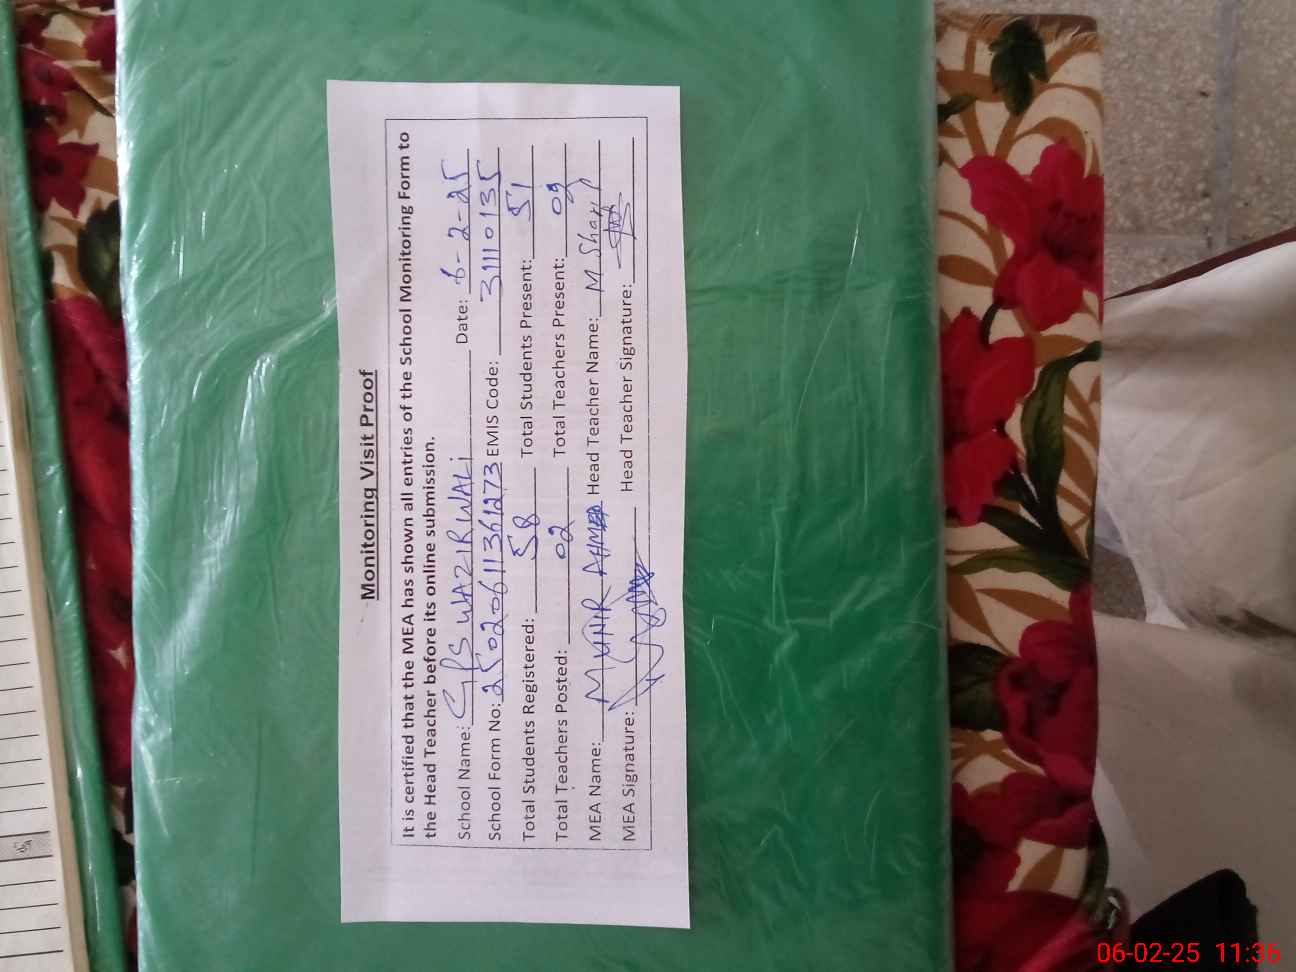 Monitoring Visit Proof
It is certified that the MEA has shown all entries of the School Monitoring Form to
the Head Teacher before its online submission.
School Name: GPS WAZIRWALI Date: 6-2-25
School Form No: 25020611361273 EMIS Code: 31110135
Total Students Registered: 58 Total Students Present: 51
Total Teachers Posted: 02 Total Teachers Present: 02
MEA Name: MUNIR AHMED Head Teacher Name: M Sharif
MEA Signature: Head Teacher Signature:
06-02-25 11:36